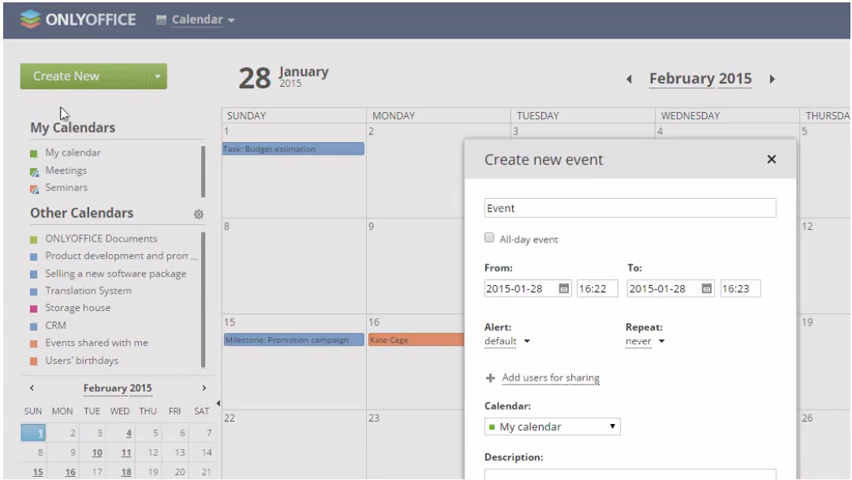 ONLYOFFICE Calendar
Create New
28 January
2015
February 2015
My Calendars
My calendar
Meetings
Seminars
Other Calendars
ONLYOFFICE Documents
Product development and prom ...
Selling a new software package
Translation System
Storage house
CRM
Events shared with me
Users' birthdays
February 2015
SUN MON TUE WED THU FRI SAT
1 2 3 4 5 6 7
8 9 10 11 12 13 14
15 16 17 18 19 20 21
SUNDAY MONDAY TUESDAY WEDNESDAY THURSDA
1 2 3 4 5
Task: Budget estimation
8 9 12
15 16 19
Milestone: Promotion campaign Kate Cage
22 23 26
Create new event
Event
All-day event
From: To:
2015-01-28 16:22 2015-01-28 16:23
Alert: Repeat:
default never
Add users for sharing
Calendar:
My calendar
Description: